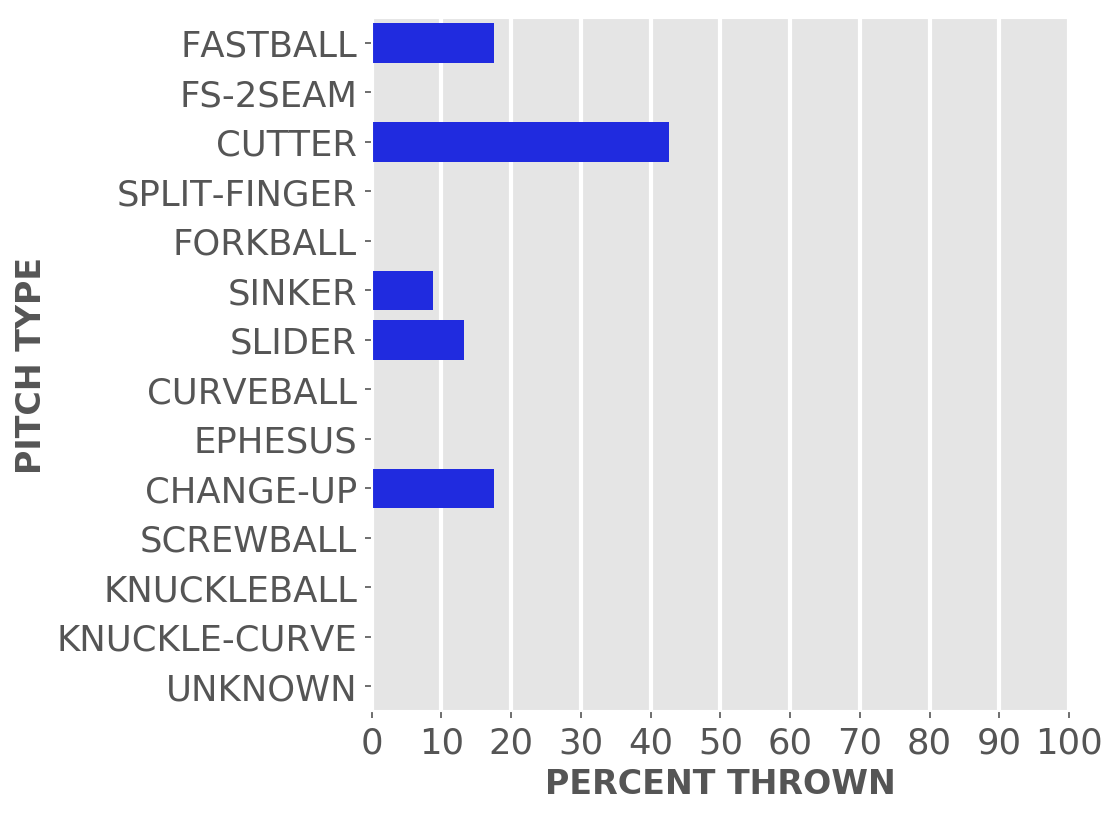 FASTBALL
FS-2SEAM
CUTTER
SPLIT-FINGER
FORKBALL
SINKER
SLIDER
CURVEBALL
EPHESUS
CHANGE-UP
SCREWBALL
KNUCKLEBALL
KNUCKLE-CURVE
UNKNOWN
PITCH TYPE
0 10 20 30 40 50 60 70 80 90 100
PERCENT THROWN